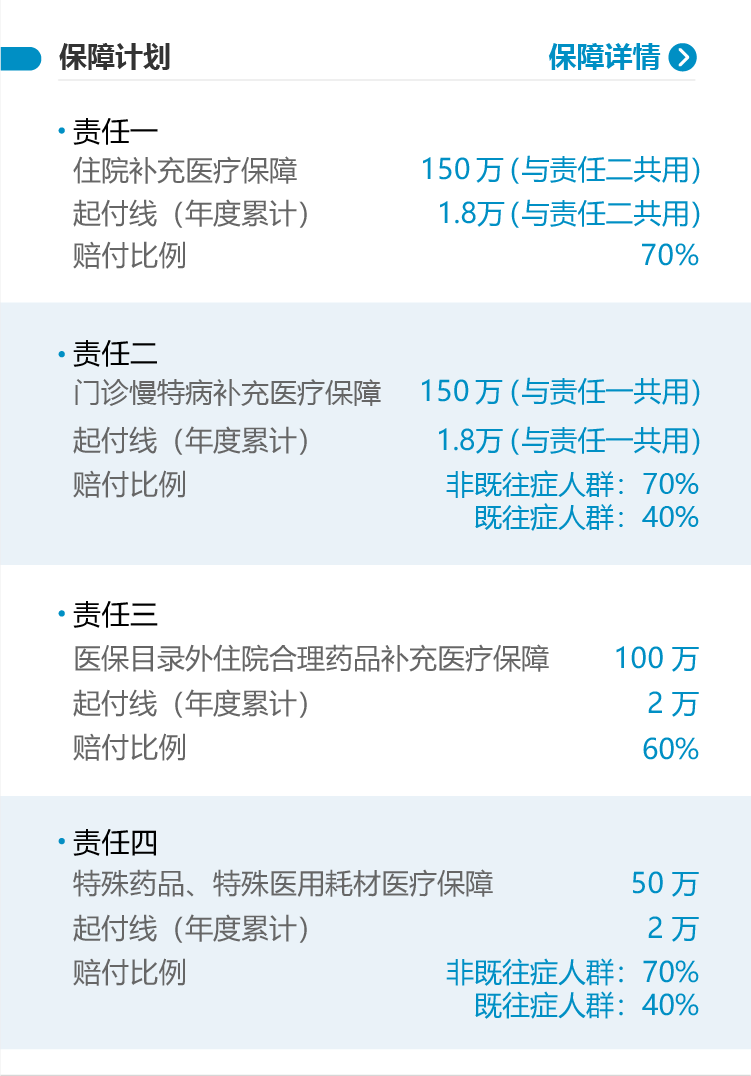 保障计划 保障详情
· 责任一
住院补充医疗保障 150 万 (与责任二共用)
起付线（年度累计） 1.8万 (与责任二共用)
赔付比例 70%
· 责任二
门诊慢特病补充医疗保障 150 万 (与责任一共用)
起付线（年度累计） 1.8万 (与责任一共用)
赔付比例 非既往症人群：70%
既往症人群：40%
· 责任三
医保目录外住院合理药品补充医疗保障 100 万
起付线（年度累计） 2 万
赔付比例 60%
· 责任四
特殊药品、特殊医用耗材医疗保障 50 万
起付线（年度累计） 2 万
赔付比例 非既往症人群：70%
既往症人群：40%